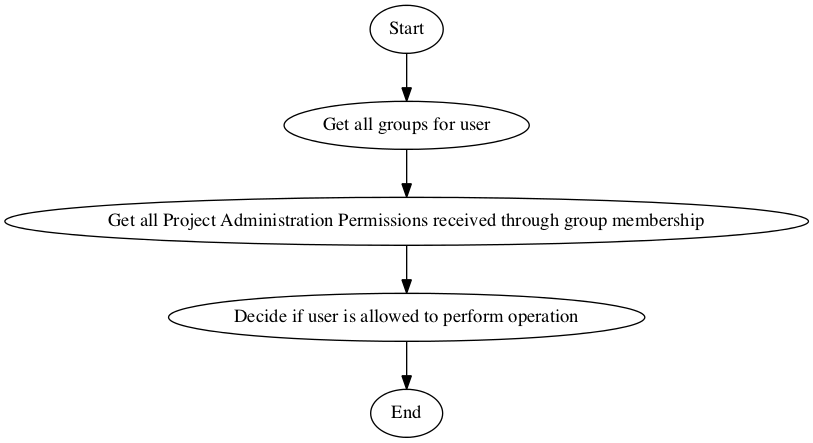 Start
Get all groups for user
Get all Project Administration Permissions received through group membership
Decide if user is allowed to perform operation
End